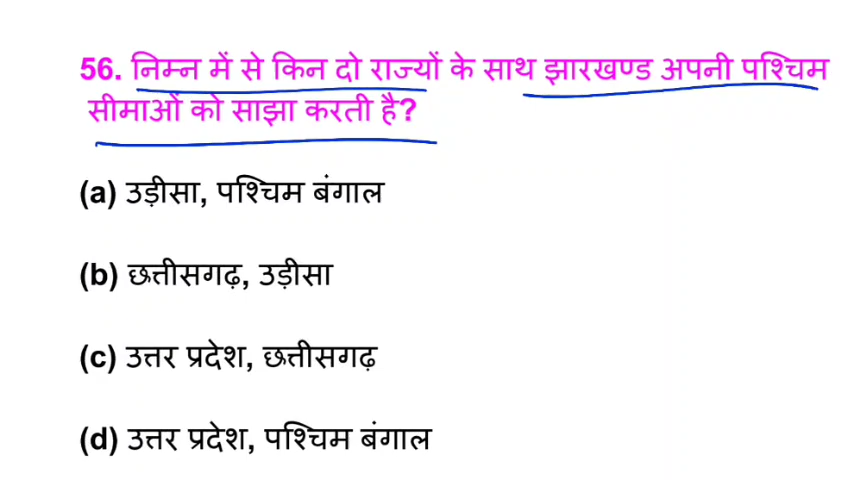 56. निम्न में से किन दो राज्यों के साथ झारखण्ड अपनी पश्चिम
सीमाओं को साझा करती है?
(a) उड़ीसा, पश्चिम बंगाल
(b) छत्तीसगढ़, उड़ीसा
(c) उत्तर प्रदेश, छत्तीसगढ़
(d) उत्तर प्रदेश, पश्चिम बंगाल